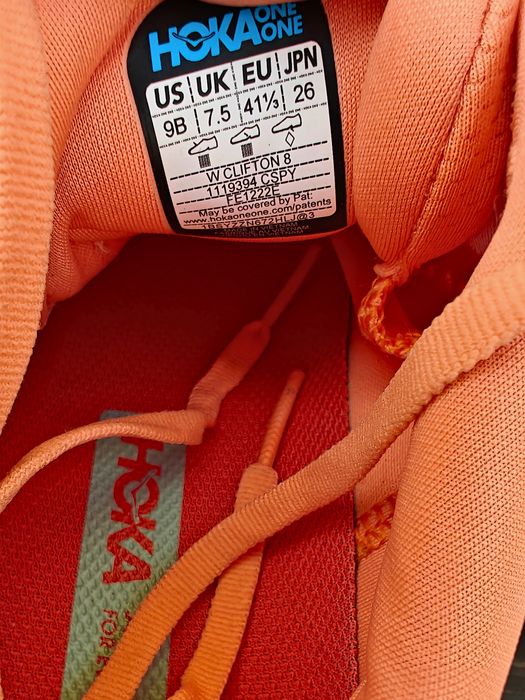 HOKA ONE ONE
US UK EU JPN
9B 7.5 41⅓ 26
W CLIFTON 8
1119394 CSPY
FE1222E
May be covered by Pat:
www.hokaoneone.com/patents
HOKA
FOR